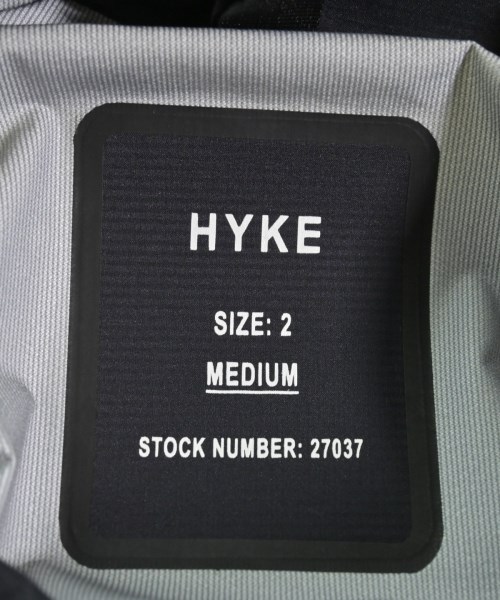 HYKE
SIZE: 2
MEDIUM
STOCK NUMBER: 27037